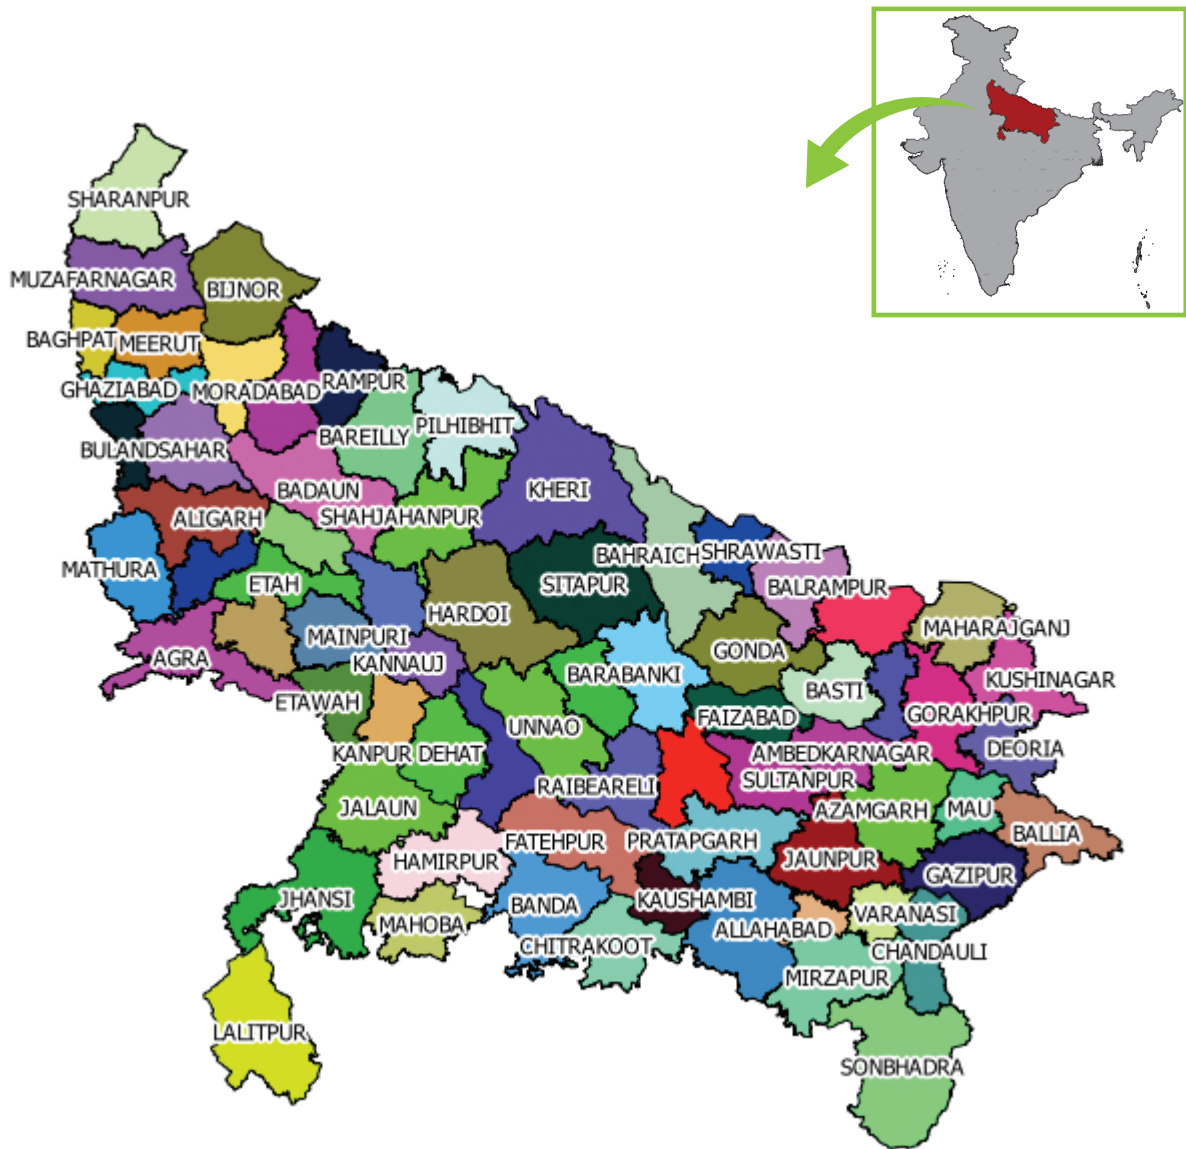 SHARANPUR
MUZAFARNAGAR
BIJNOR
BAGHPAT
MEERUT
GHAZIABAD
MORADABAD
RAMPUR
BAREILLY
PILHIBHIT
BULANDSAHAR
BADAUN
SHAHJAHANPUR
KHERI
ALIGARH
MATHURA
ETAH
HARDOI
SITAPUR
BAHRAICH
SHRAWASTI
BALRAMPUR
MAHARAJGANJ
AGRA
MAINPURI
KANNAUJ
BARABANKI
GONDA
BASTI
KUSHINAGAR
ETAWAH
UNNAO
FAIZABAD
GORAKHPUR
DEORIA
KANPUR DEHAT
RAIBEARELI
AMBEDKARNAGAR
SULTANPUR
JALAUN
AZAMGARH
MAU
BALLIA
HAMIRPUR
FATEHPUR
PRATAPGARH
JAUNPUR
GAZIPUR
JHANSI
MAHOBA
BANDA
KAUSHAMBI
ALLAHABAD
VARANASI
CHITRAKOOT
CHANDAULI
MIRZAPUR
LALITPUR
SONBHADRA